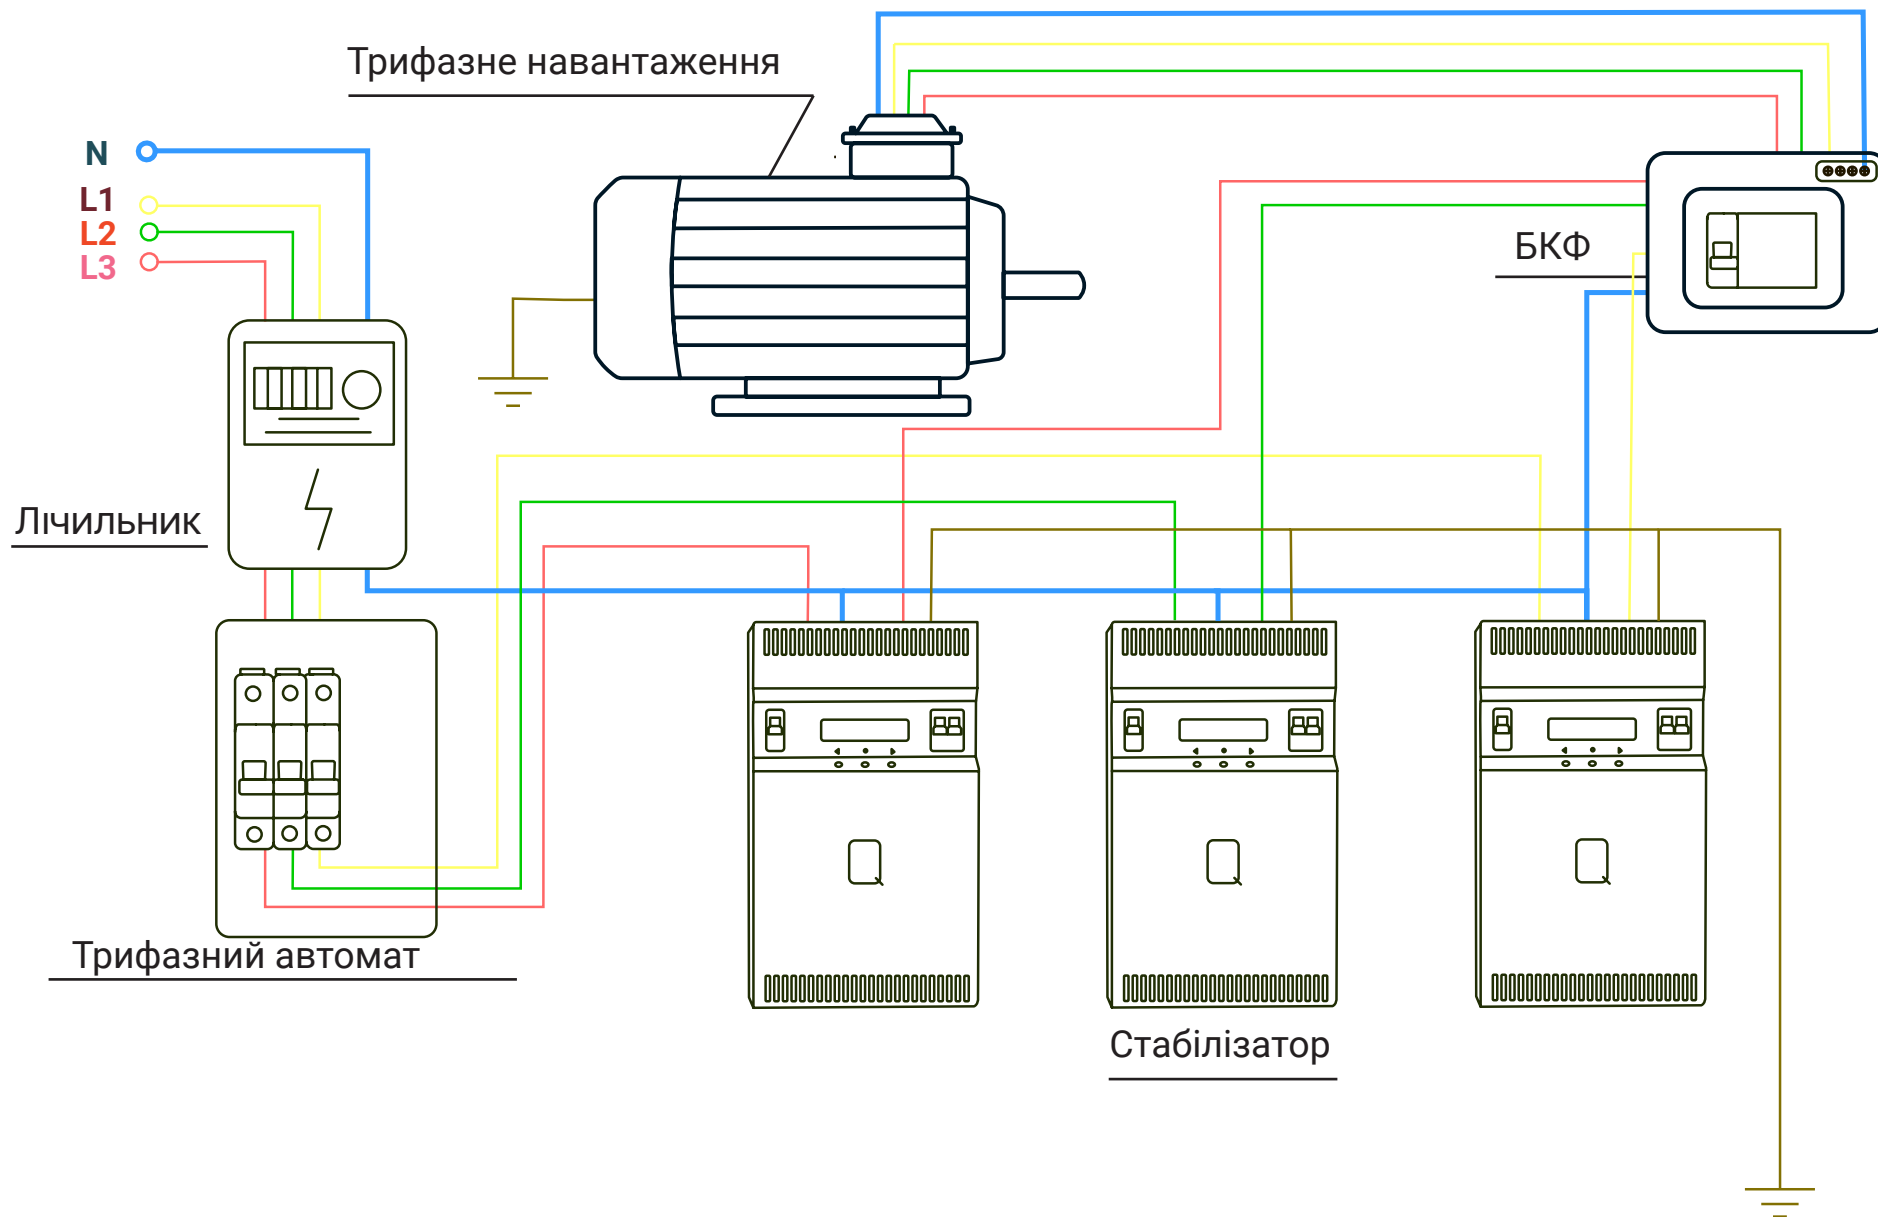 Трифазне навантаження
N
L1
L2
L3
БКФ
Лічильник
Трифазний автомат
Стабілізатор